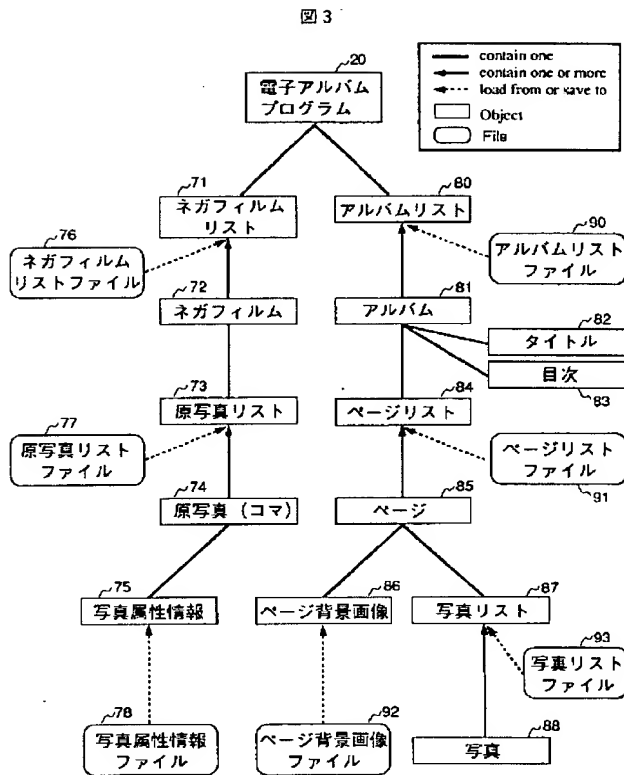 図3
contain one
contain one or more
load from or save to
Object
File
20
電子アルバム
プログラム
71
ネガフィルム
リスト
80
アルバムリスト
76
ネガフィルム
リストファイル
90
アルバムリスト
ファイル
72
ネガフィルム
81
アルバム
82
タイトル
目次
83
73
原写真リスト
84
ページリスト
77
原写真リスト
ファイル
ページリスト
ファイル
91
74
原写真（コマ）
85
ページ
75
写真属性情報
86
ページ背景画像
87
写真リスト
93
写真リスト
ファイル
78
写真属性情報
ファイル
92
ページ背景画像
ファイル
88
写真